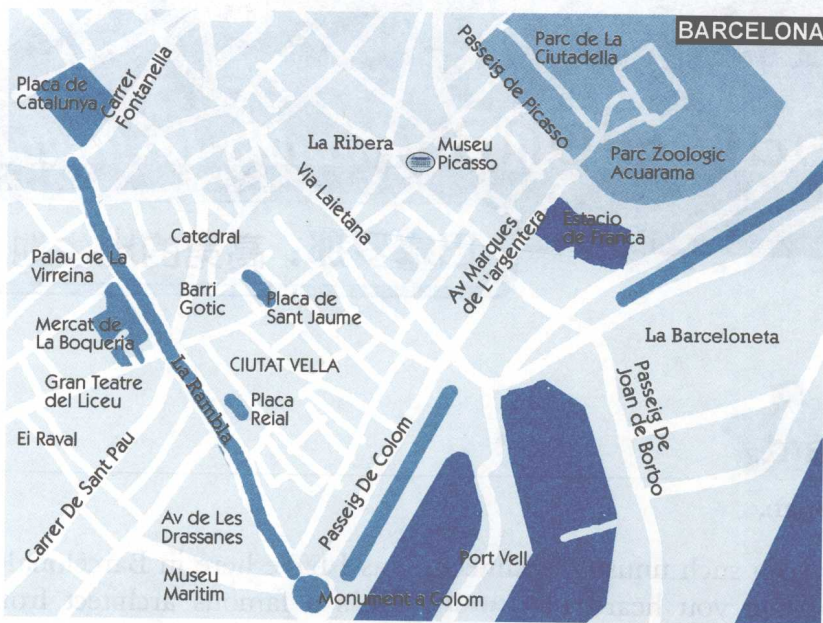 BARCELONA
Parc de La
Ciutadella
Passeig de Picasso
Placa de
Catalunya
Carrer
Fontanella
La Ribera
Museu
Picasso
Parc Zoologic
Acuarama
Via Laietana
Estacio
de Franca
Av Marques
de L'argentera
Catedral
Palau de La
Virreina
Barri
Gotic
Placa de
Sant Jaume
Mercat de
La Boqueria
La Barceloneta
CIUTAT VELLA
La Rambla
Gran Teatre
del Liceu
Placa
Reial
Passeig De
Joan de Borbo
Ei Raval
Carrer De Sant Pau
Passeig De Colom
Av de Les
Drassanes
Port Vell
Museu
Maritim
Monument a Colom